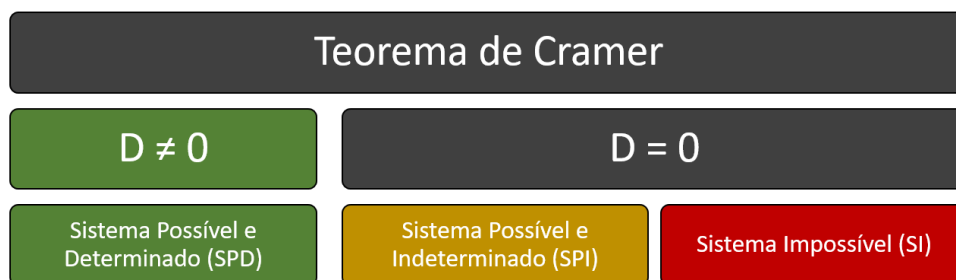 Teorema de Cramer
D ≠ 0
D = 0
Sistema Possível e
Determinado (SPD)
Sistema Possível e
Indeterminado (SPI)
Sistema Impossível (SI)